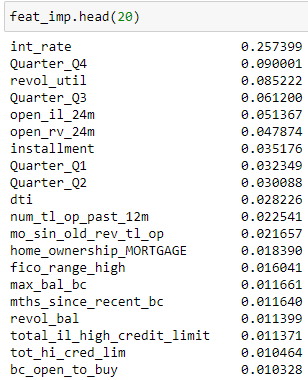 feat_imp.head(20)
int_rate 0.257399
Quarter_Q4 0.090001
revol_util 0.085222
Quarter_Q3 0.061200
open_il_24m 0.051367
open_rv_24m 0.047874
installment 0.035176
Quarter_Q1 0.032349
Quarter_Q2 0.030088
dti 0.028226
num_tl_op_past_12m 0.022541
mo_sin_old_rev_tl_op 0.021657
home_ownership_MORTGAGE 0.018390
fico_range_high 0.016041
max_bal_bc 0.011661
mths_since_recent_bc 0.011640
revol_bal 0.011399
total_il_high_credit_limit 0.011371
tot_hi_cred_lim 0.010464
bc_open_to_buy 0.010328